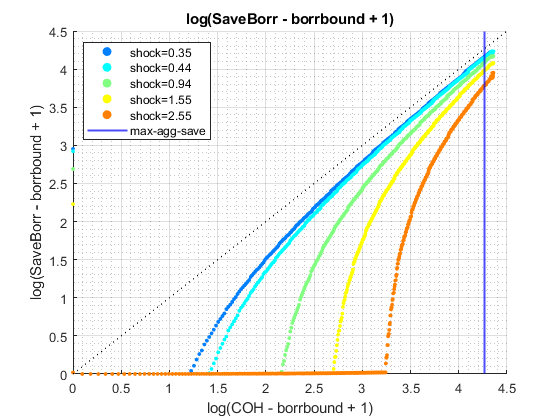 log(SaveBorr - borrbound + 1)
log(SaveBorr - borrbound + 1)
4.5
4
3.5
3
2.5
2
1.5
1
0.5
0
shock=0.35
shock=0.44
shock=0.94
shock=1.55
shock=2.55
max-agg-save
0 0.5 1 1.5 2 2.5 3 3.5 4 4.5
log(COH - borrbound + 1)